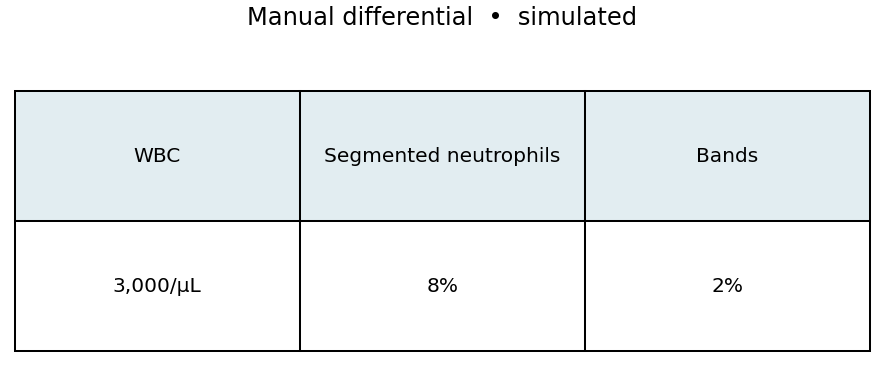 Manual differential • simulated
WBC Segmented neutrophils Bands
3,000/µL 8% 2%